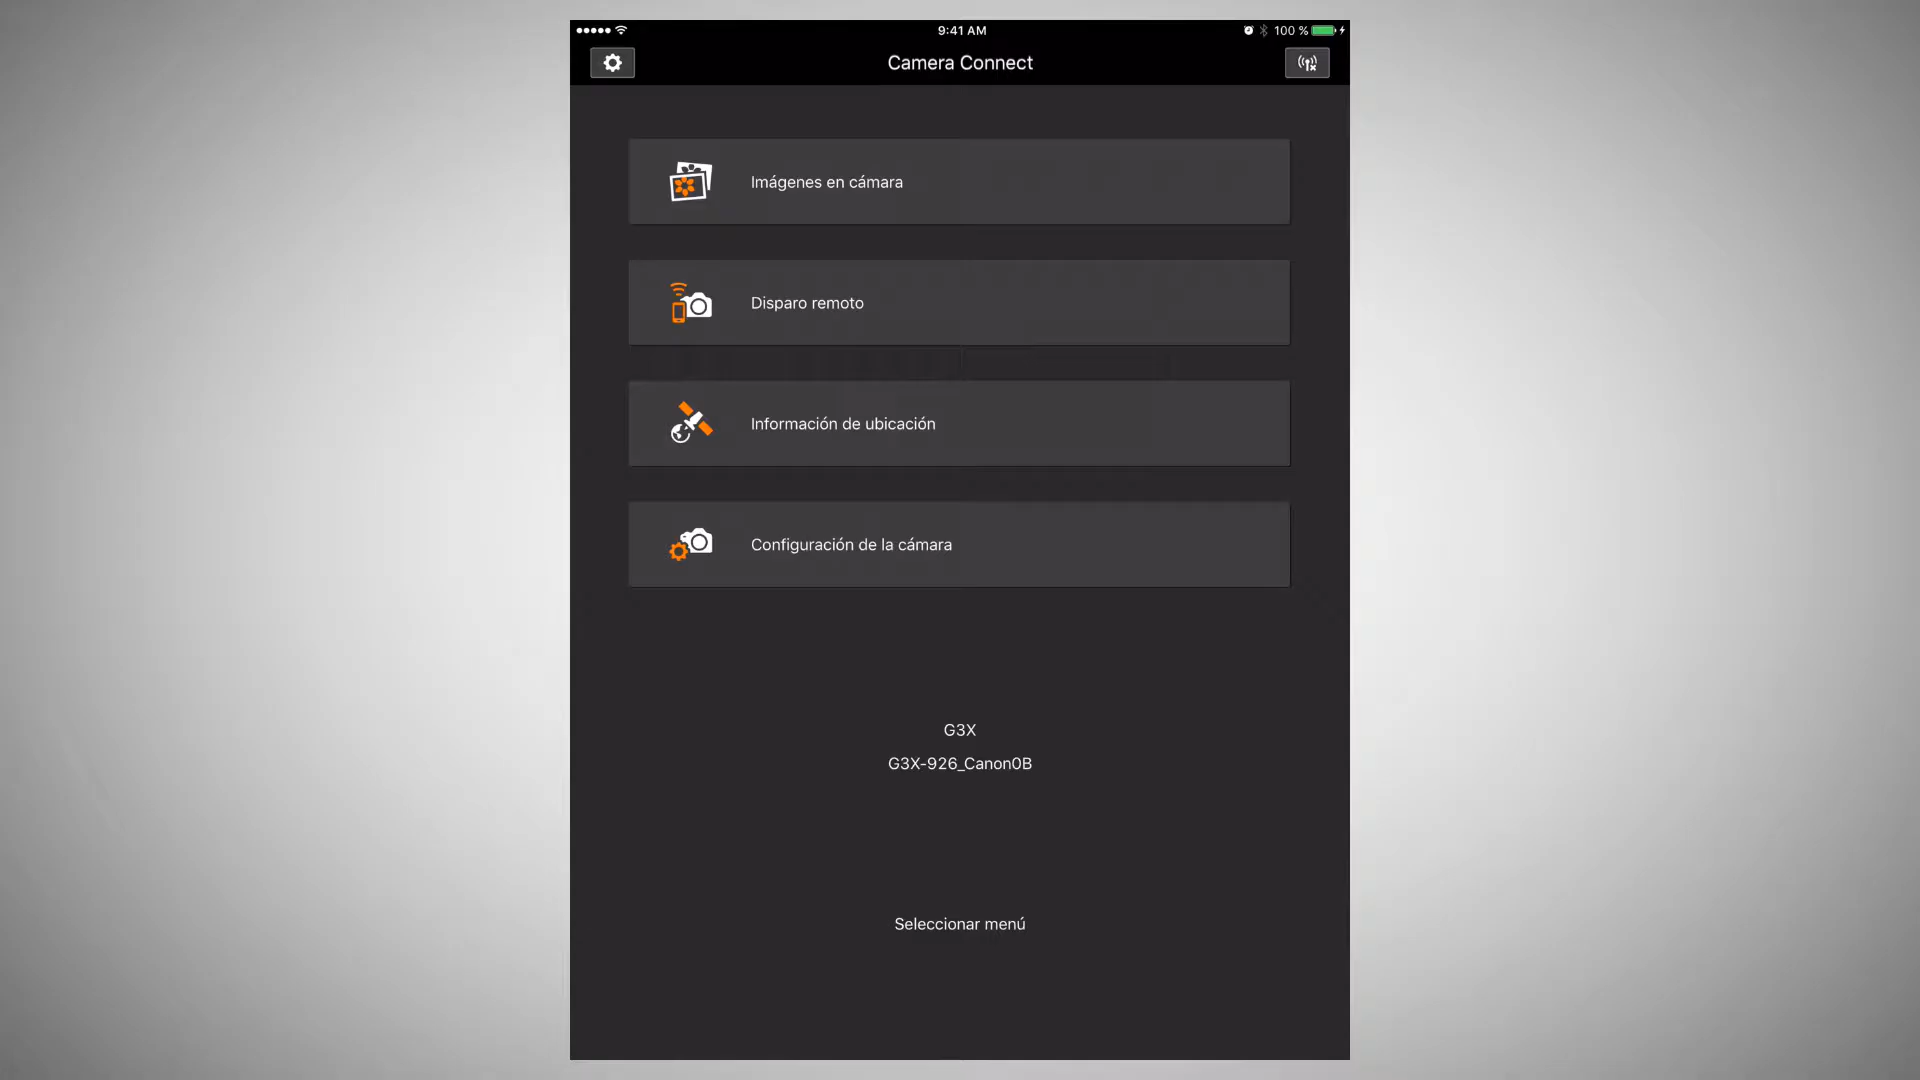 9:41 AM
100 %
Camera Connect
Imágenes en cámara
Disparo remoto
Información de ubicación
Configuración de la cámara
G3X
G3X-926_Canon0B
Seleccionar menú